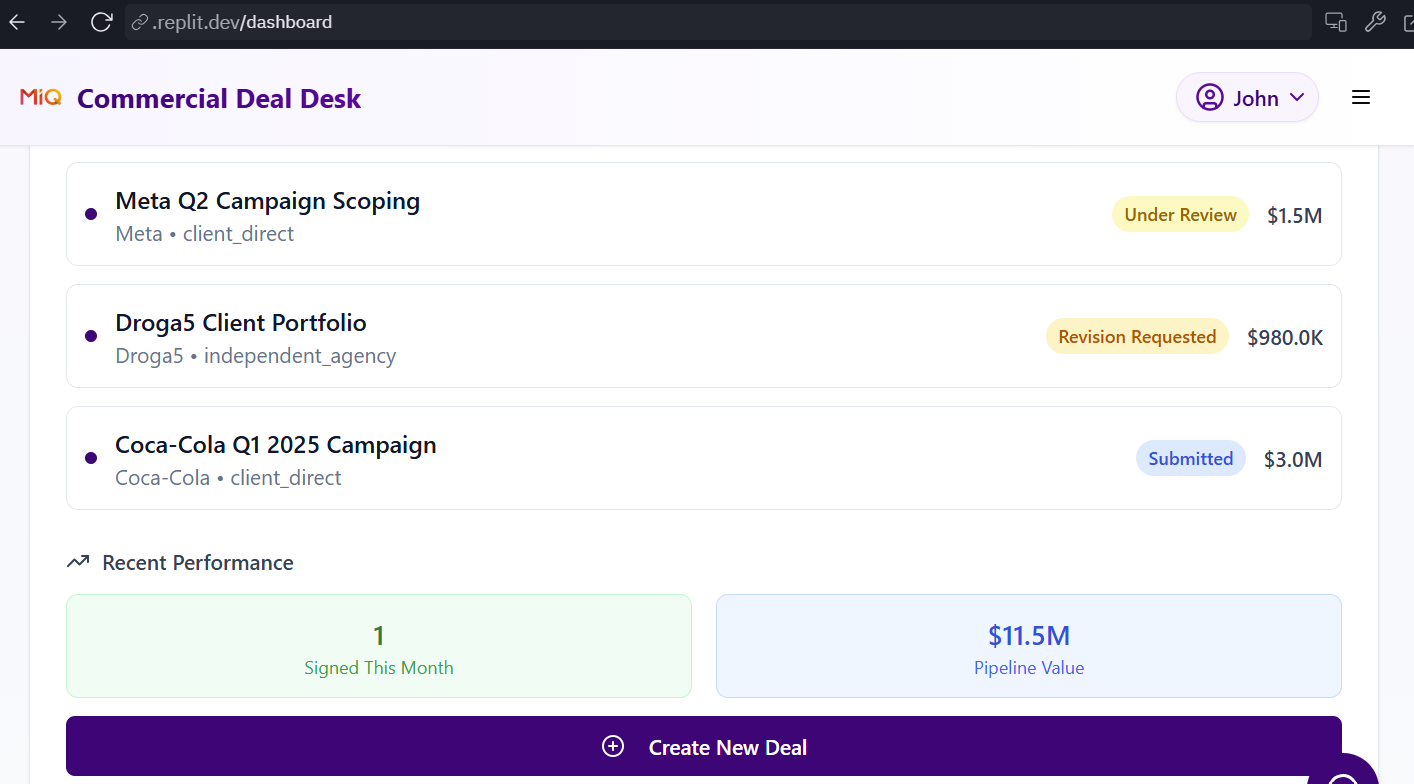 .replit.dev/dashboard
MiQ Commercial Deal Desk
John
Meta Q2 Campaign Scoping
Meta • client_direct
Under Review $1.5M
Droga5 Client Portfolio
Droga5 • independent_agency
Revision Requested $980.0K
Coca-Cola Q1 2025 Campaign
Coca-Cola • client_direct
Submitted $3.0M
Recent Performance
1
Signed This Month
$11.5M
Pipeline Value
Create New Deal